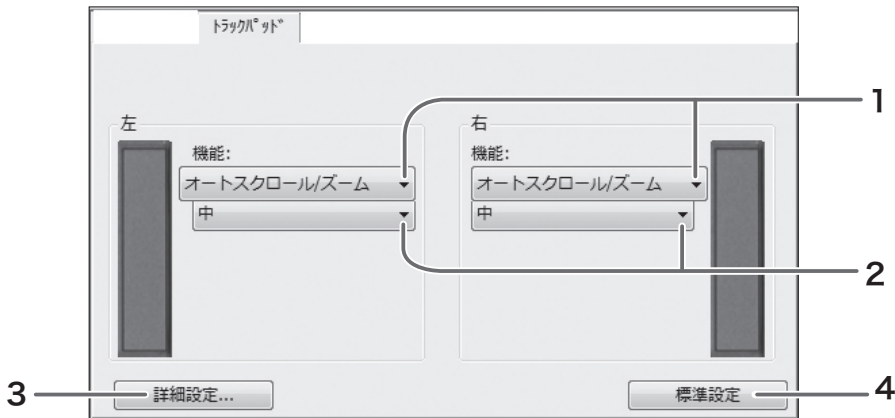 ﾄﾗｯｸﾊﾟｯﾄﾞ
1
左
右
機能:
機能:
オートスクロール/ズーム
オートスクロール/ズーム
中
中
2
3
詳細設定...
標準設定
4